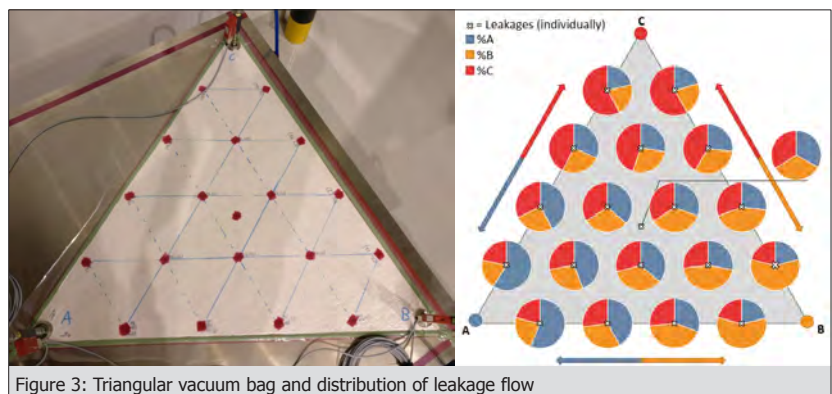 C
A
B
¤ = Leakages (individually)
%A
%B
%C
C
A
B
Figure 3: Triangular vacuum bag and distribution of leakage flow